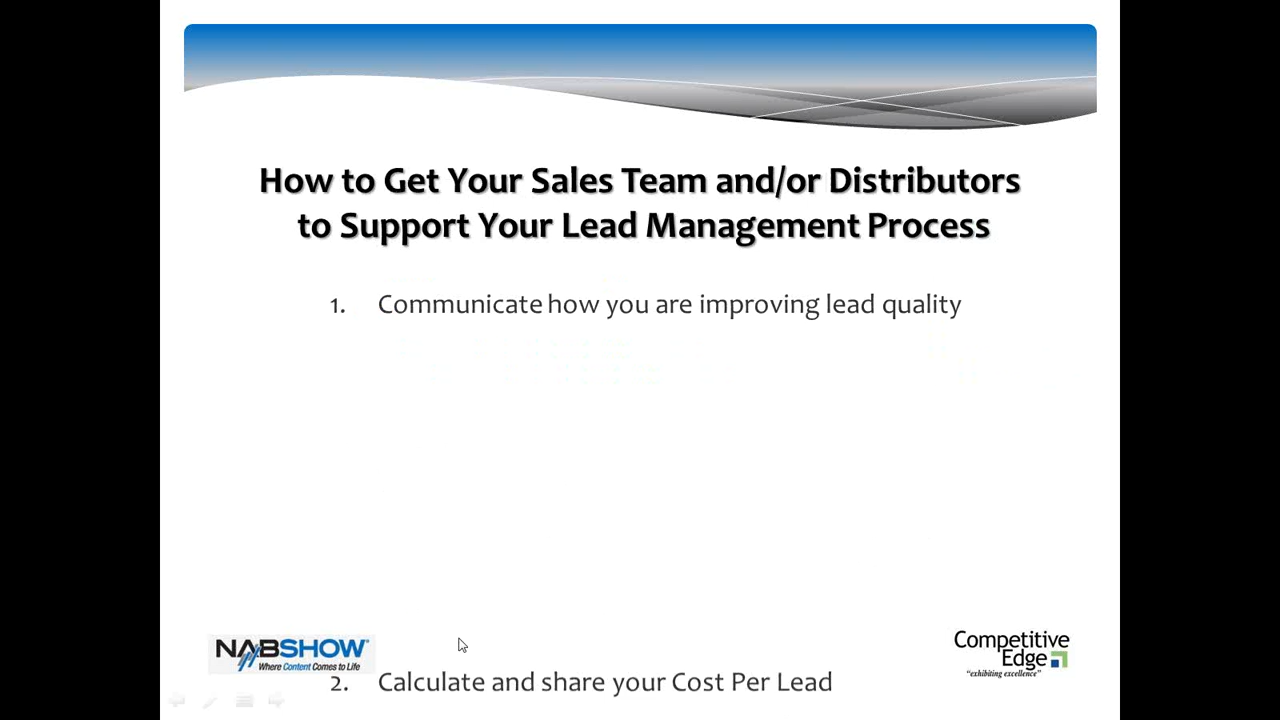 How to Get Your Sales Team and/or Distributors
to Support Your Lead Management Process
1. Communicate how you are improving lead quality
NABSHOW®
Where Content Comes to Life
Competitive
Edge
"exhibiting excellence"
2. Calculate and share your Cost Per Lead